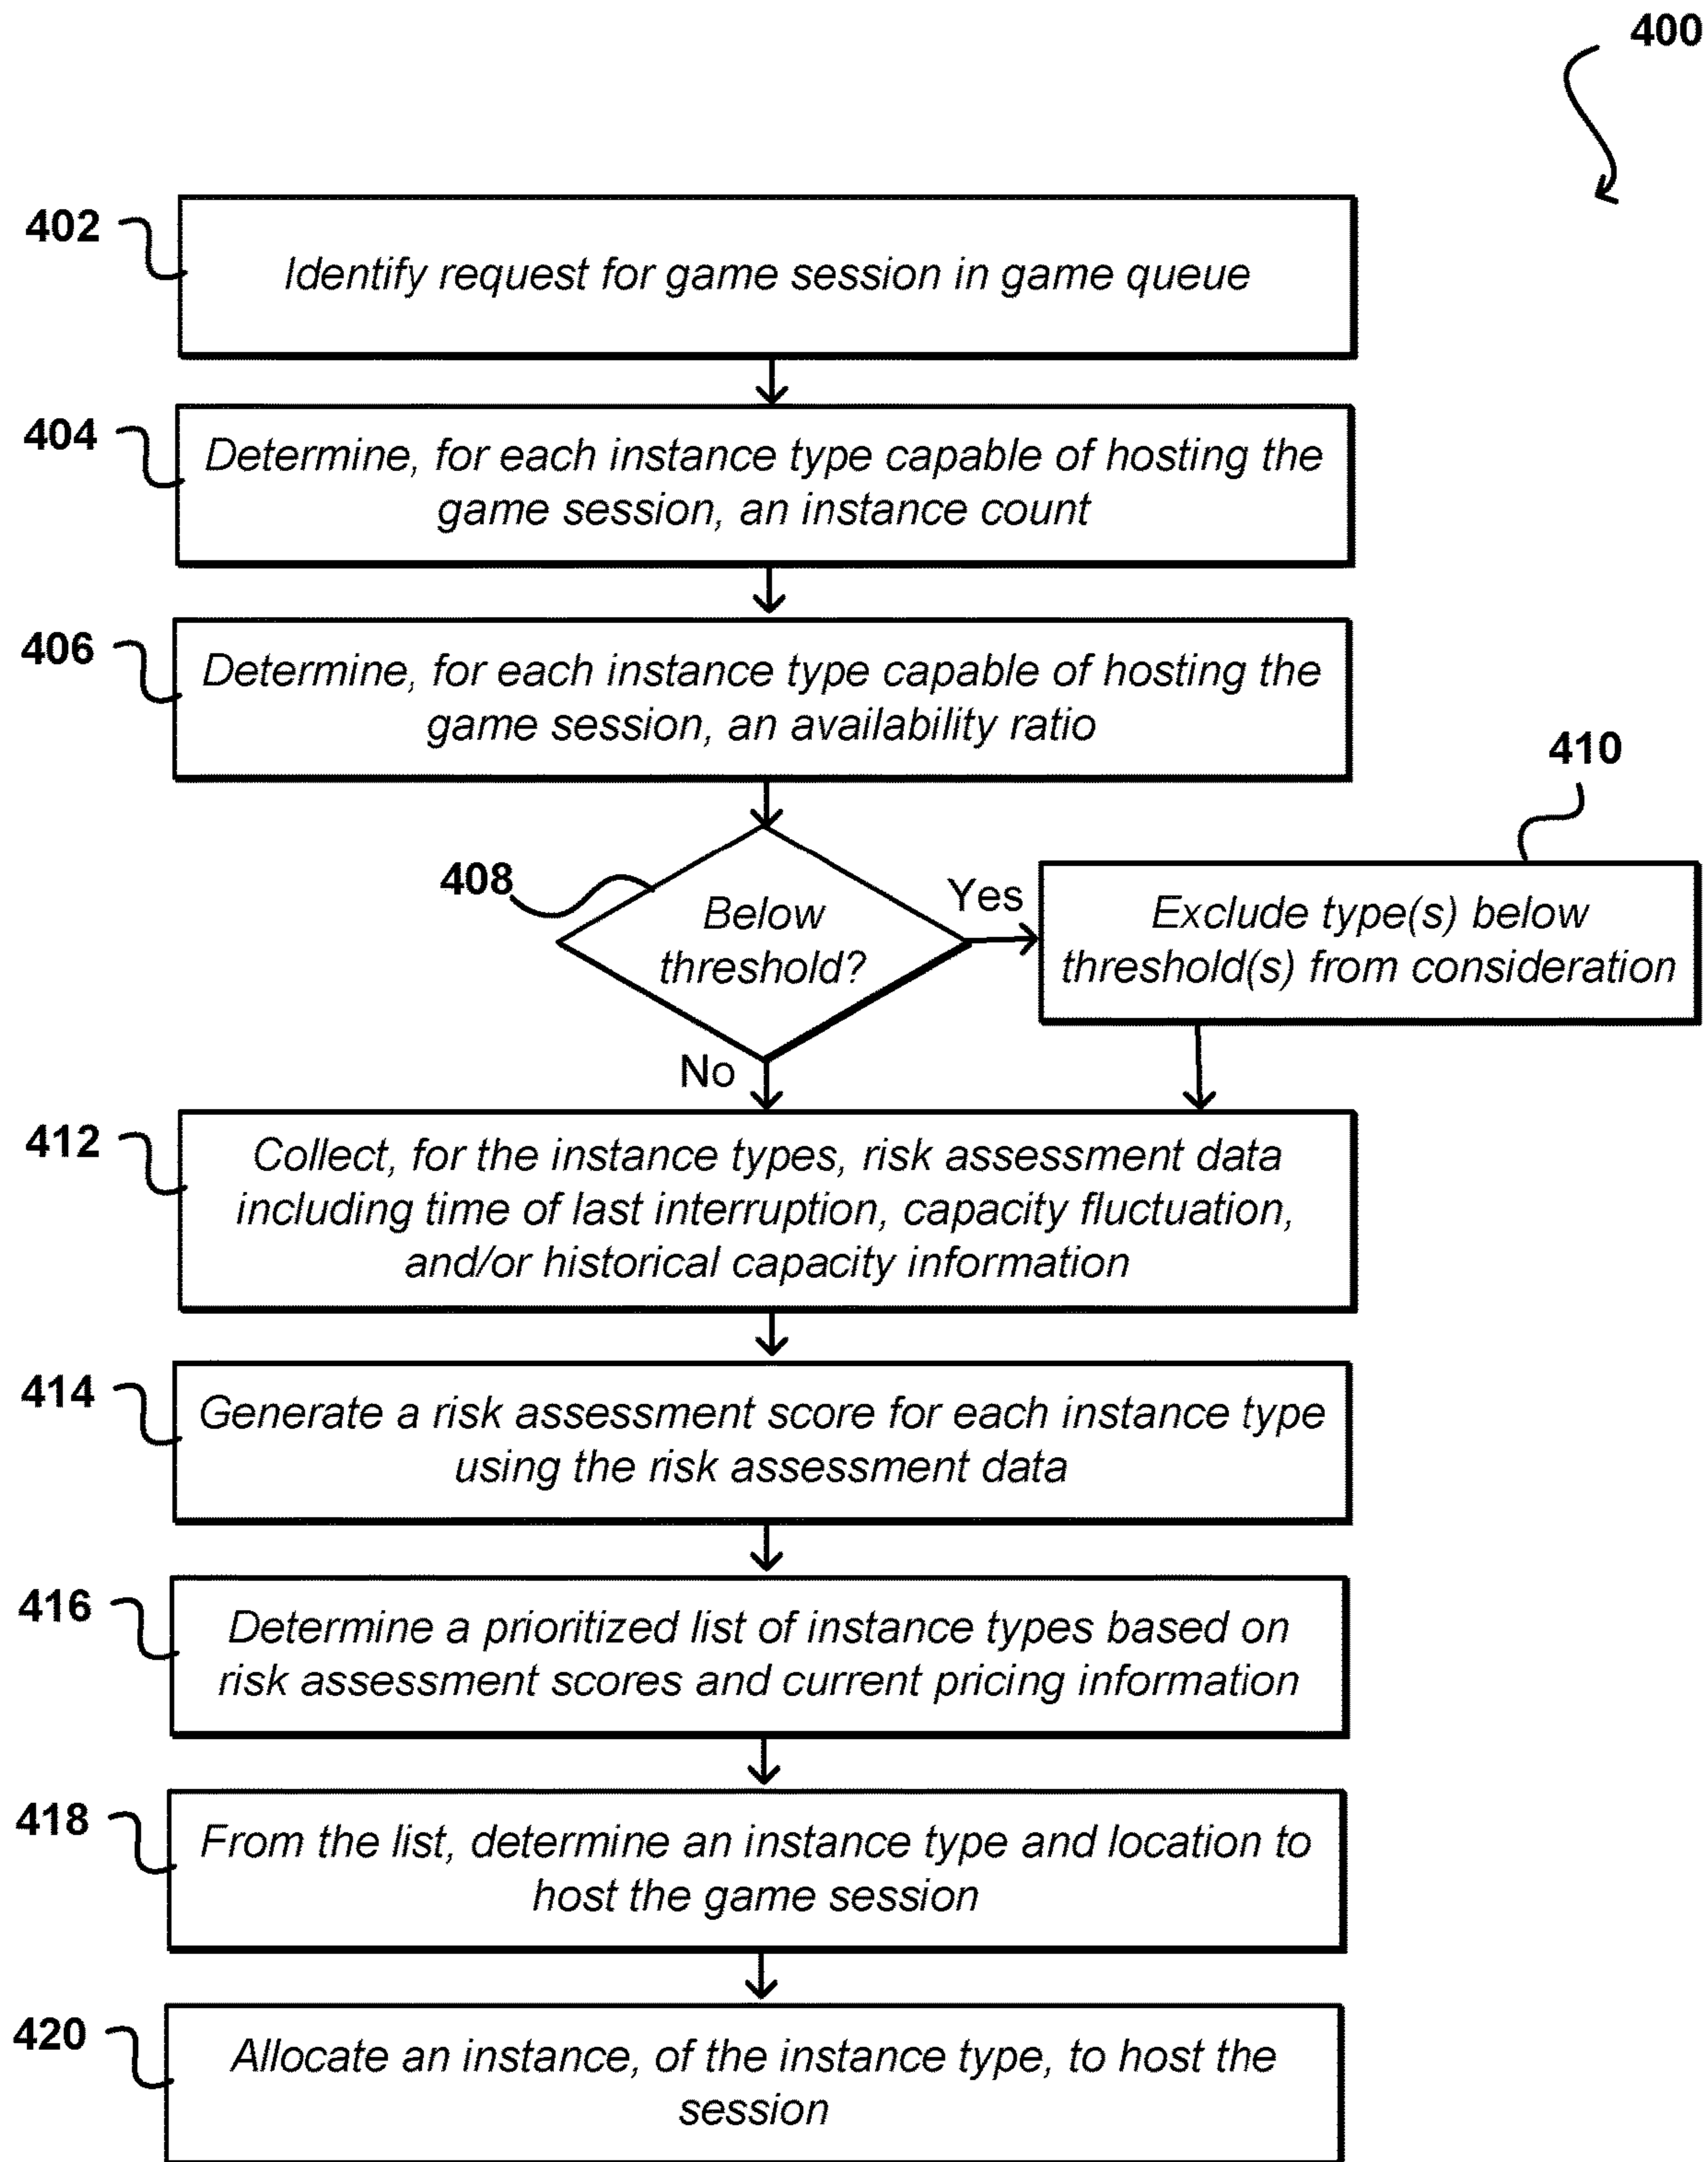 400
402
Identify request for game session in game queue
404
Determine, for each instance type capable of hosting the
game session, an instance count
406
Determine, for each instance type capable of hosting the
game session, an availability ratio
408
Below
threshold?
Yes
410
Exclude type(s) below
threshold(s) from consideration
No
412
Collect, for the instance types, risk assessment data
including time of last interruption, capacity fluctuation,
and/or historical capacity information
414
Generate a risk assessment score for each instance type
using the risk assessment data
416
Determine a prioritized list of instance types based on
risk assessment scores and current pricing information
418
From the list, determine an instance type and location to
host the game session
420
Allocate an instance, of the instance type, to host the
session